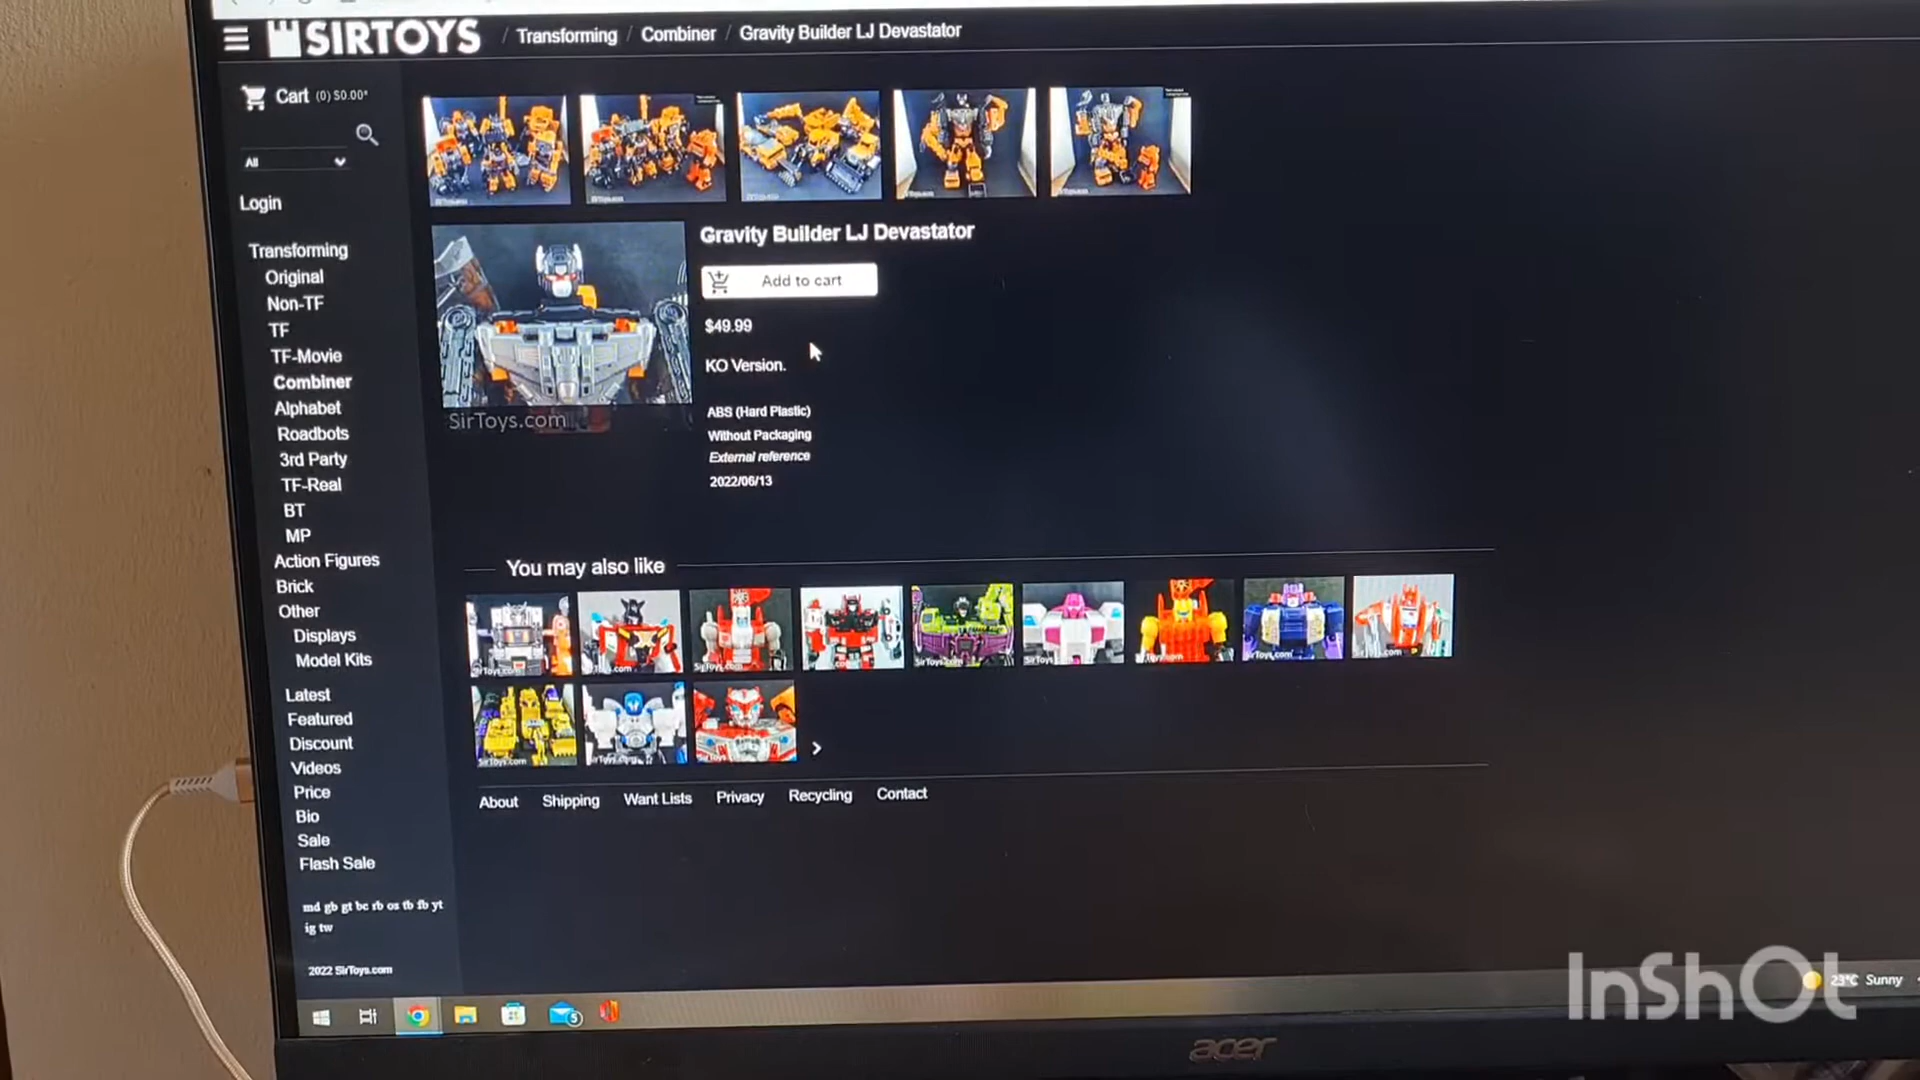 SIRTOYS / Transforming / Combiner / Gravity Builder LJ Devastator
Cart (0) $0.00*
All
Login
Transforming
Original
Non-TF
TF
TF-Movie
Combiner
Alphabet
Roadbots
3rd Party
TF-Real
BT
MP
Action Figures
Brick
Other
Displays
Model Kits
Latest
Featured
Discount
Videos
Price
Bio
Sale
Flash Sale
md gb gt bc rb os tb fb yt
ig tw
2022 SirToys.com
SirToys.com
Gravity Builder LJ Devastator
Add to cart
$49.99
KO Version.
ABS (Hard Plastic)
Without Packaging
External reference
2022/06/13
You may also like
About Shipping Want Lists Privacy Recycling Contact
5
23°C Sunny
acer
InShOt